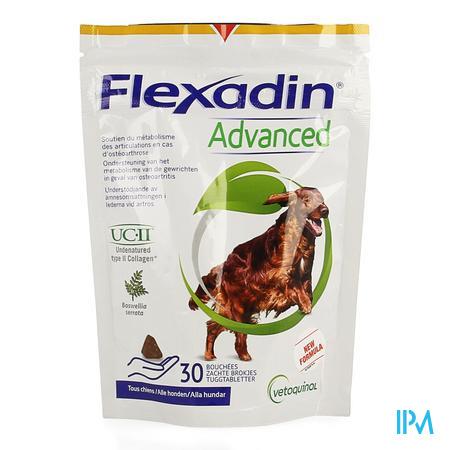 Flexadin®
Advanced
Soutien du métabolisme
des articulations en cas
d'ostéoarthrose
Ondersteuning van het
metabolisme van de gewrichten
in geval van osteoartritis
Understödjande av
ämnesomsättningen i
lederna vid artros
UC-II
Undenatured
type II Collagen®
Boswellia
serrata
NEW
FORMULA
30 BOUCHÉES
ZACHTE BROKJES
TUGGTABLETTER
Tous chiens/Alle honden/Alla hundar
vetoquinol
IPM